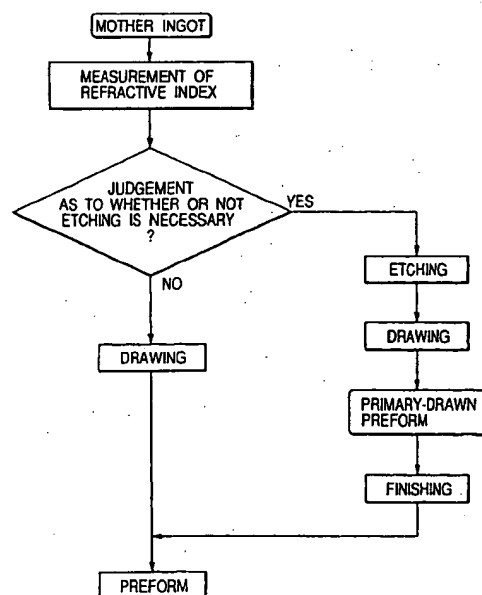 MOTHER INGOT
MEASUREMENT OF
REFRACTIVE INDEX
JUDGEMENT
AS TO WHETHER OR NOT
ETCHING IS NECESSARY
?
YES
NO
ETCHING
DRAWING
DRAWING
PRIMARY-DRAWN
PREFORM
FINISHING
PREFORM